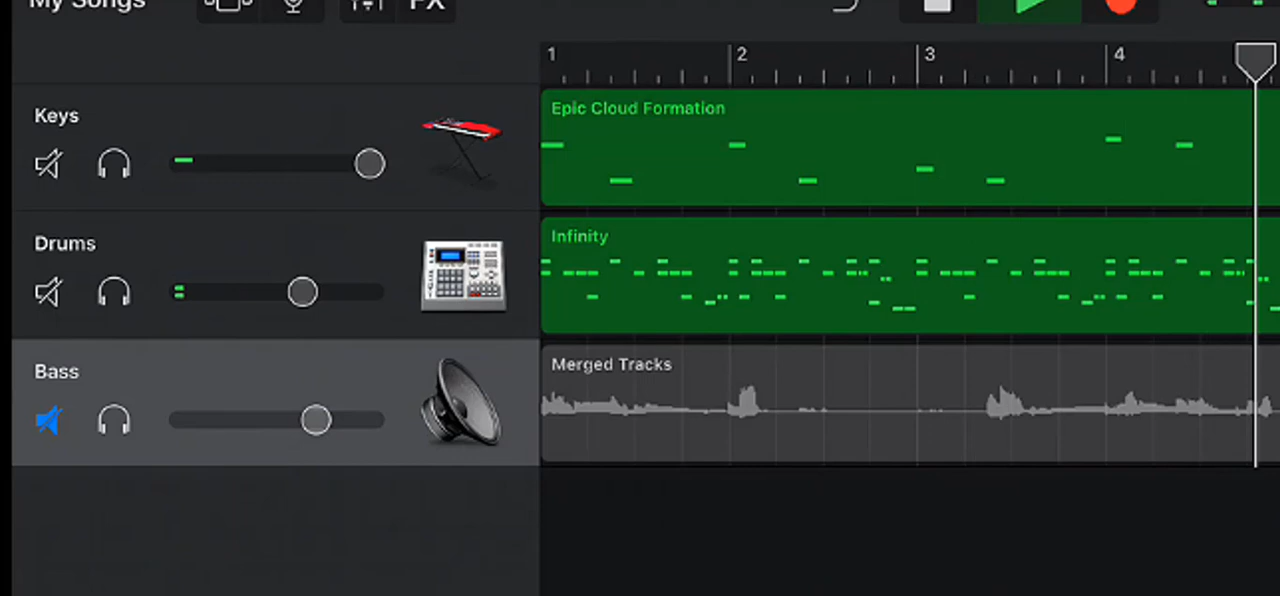 My Songs
FX
1 2 3 4
Keys
Epic Cloud Formation
Drums
Infinity
Bass
Merged Tracks